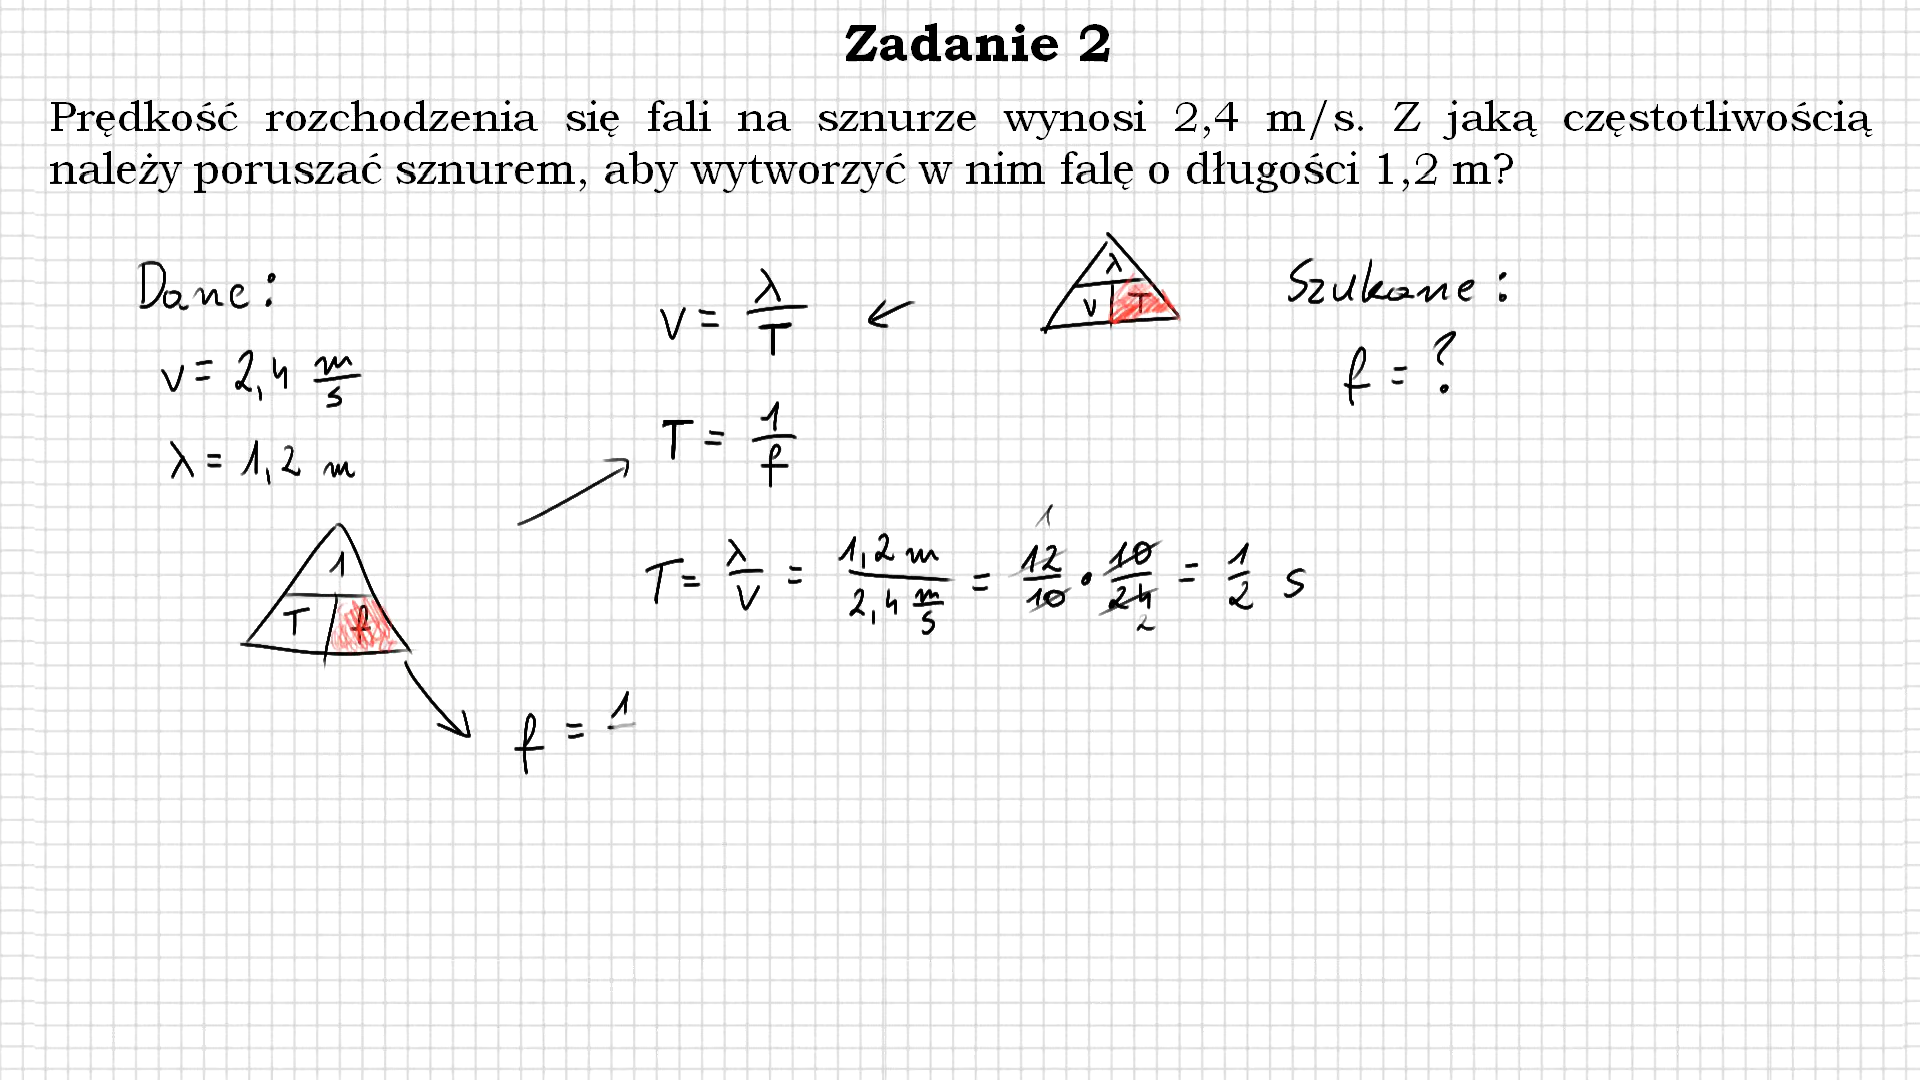 Zadanie 2
Prędkość rozchodzenia się fali na sznurze wynosi 2,4 m/s. Z jaką częstotliwością
należy poruszać sznurem, aby wytworzyć w nim falę o długości 1,2 m?
Dane:
v = 2,4 m/s
λ = 1,2 m
1
T f
v = λ/T ←
λ
v T
T = 1/f
Szukane:
f = ?
T = λ/v = 1,2 m / 2,4 m/s = 12/10 • 10/24 = 1/2 s
1
2
f = 1